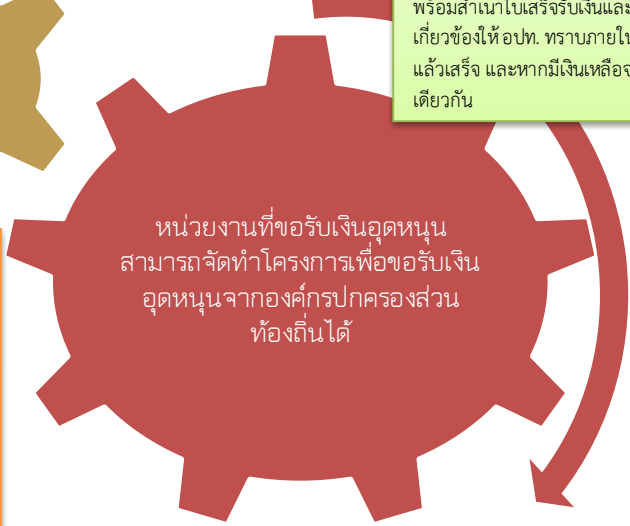 พร้อมสำเนาใบเสร็จรับเงินและ
เกี่ยวข้องให้ อปท. ทราบภายใน
แล้วเสร็จ และหากมีเงินเหลือจ
เดียวกัน
หน่วยงานที่ขอรับเงินอุดหนุน
สามารถจัดทำโครงการเพื่อขอรับเงิน
อุดหนุนจากองค์กรปกครองส่วน
ท้องถิ่นได้